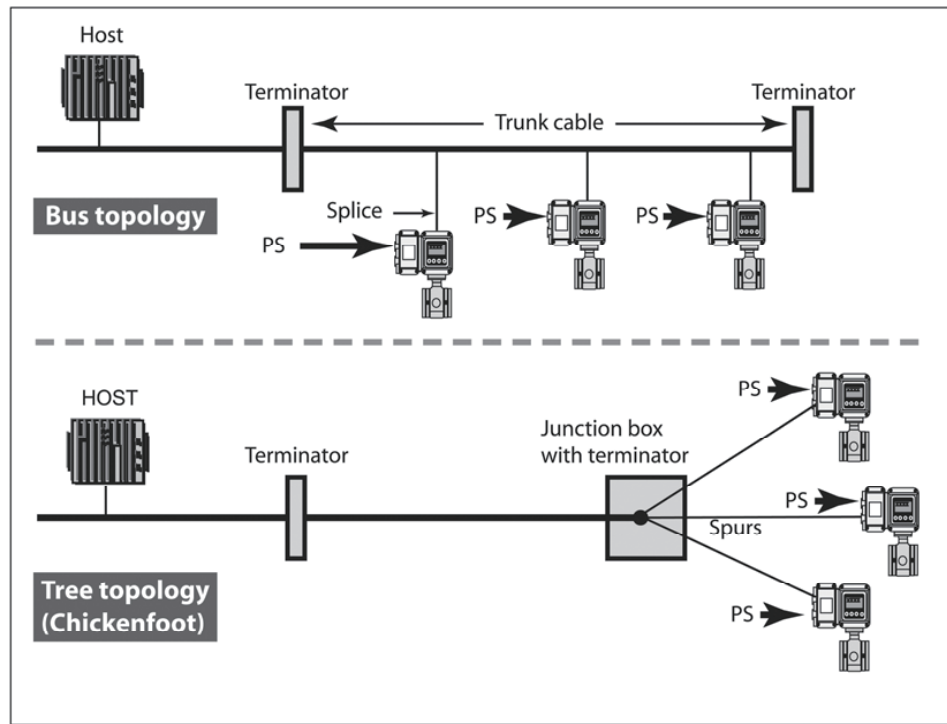 Host
Terminator
Terminator
Trunk cable
Bus topology
Splice
PS
PS
PS
HOST
Terminator
Junction box
with terminator
PS
PS
Spurs
PS
Tree topology
(Chickenfoot)